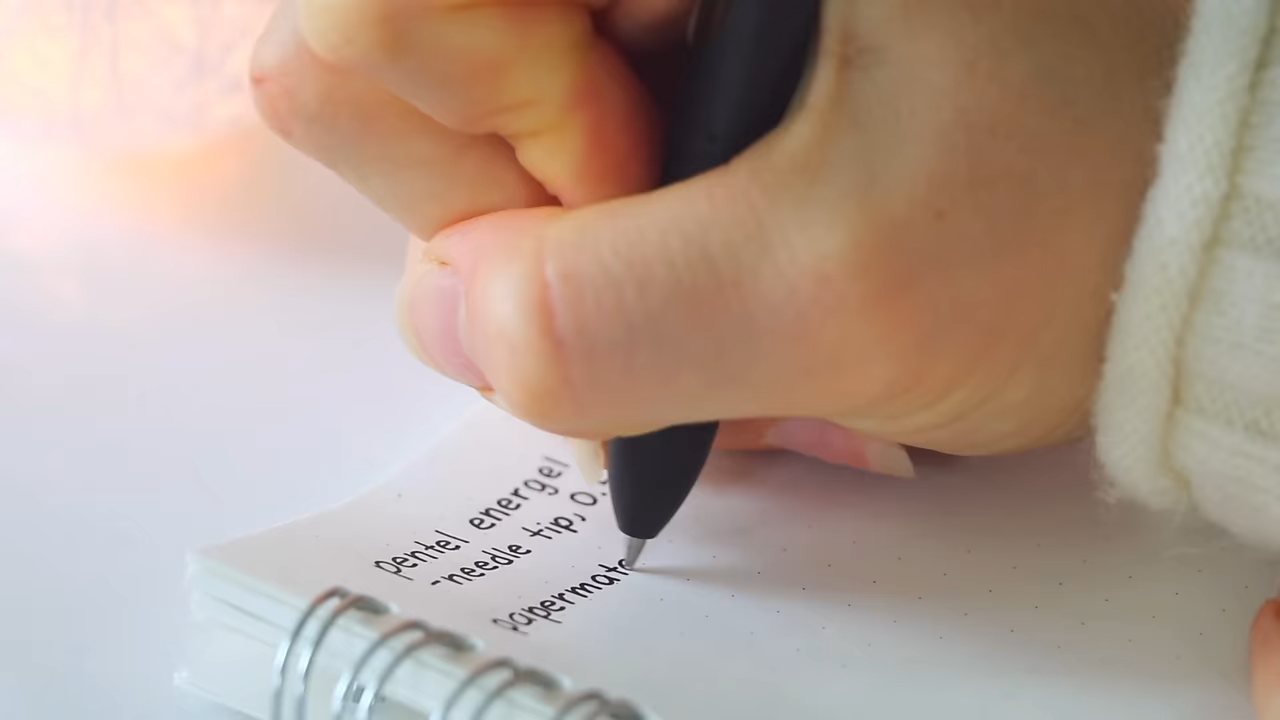 pentel energel
-needle tip, 0.
papermate